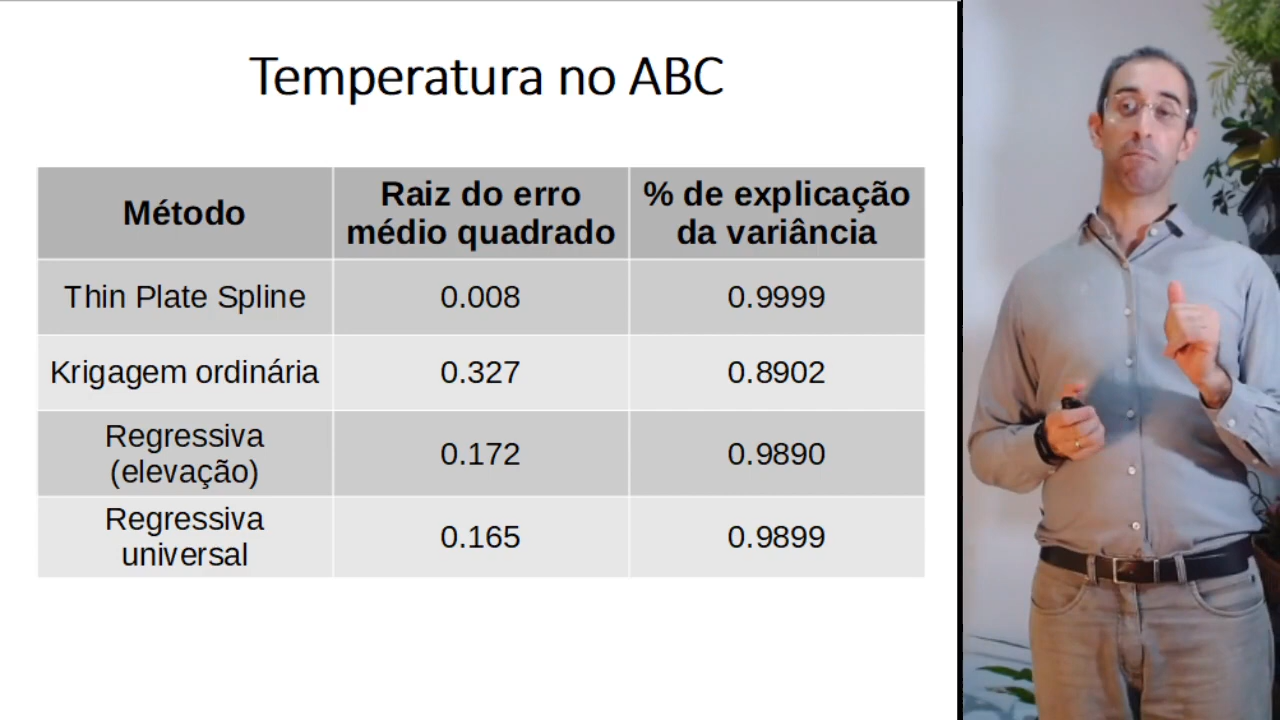 Temperatura no ABC
Método
Raiz do erro
médio quadrado
% de explicação
da variância
Thin Plate Spline
0.008
0.9999
Krigagem ordinária
0.327
0.8902
Regressiva
(elevação)
0.172
0.9890
Regressiva
universal
0.165
0.9899